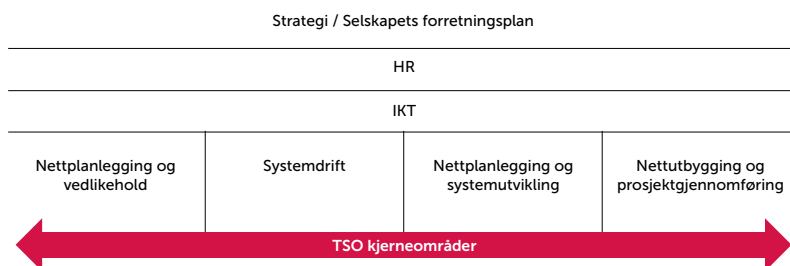 Strategi / Selskapets forretningsplan
HR
IKT
Nettplanlegging og
vedlikehold
Systemdrift
Nettplanlegging og
systemutvikling
Nettutbygging og
prosjektgjennomføring
TSO kjerneområder